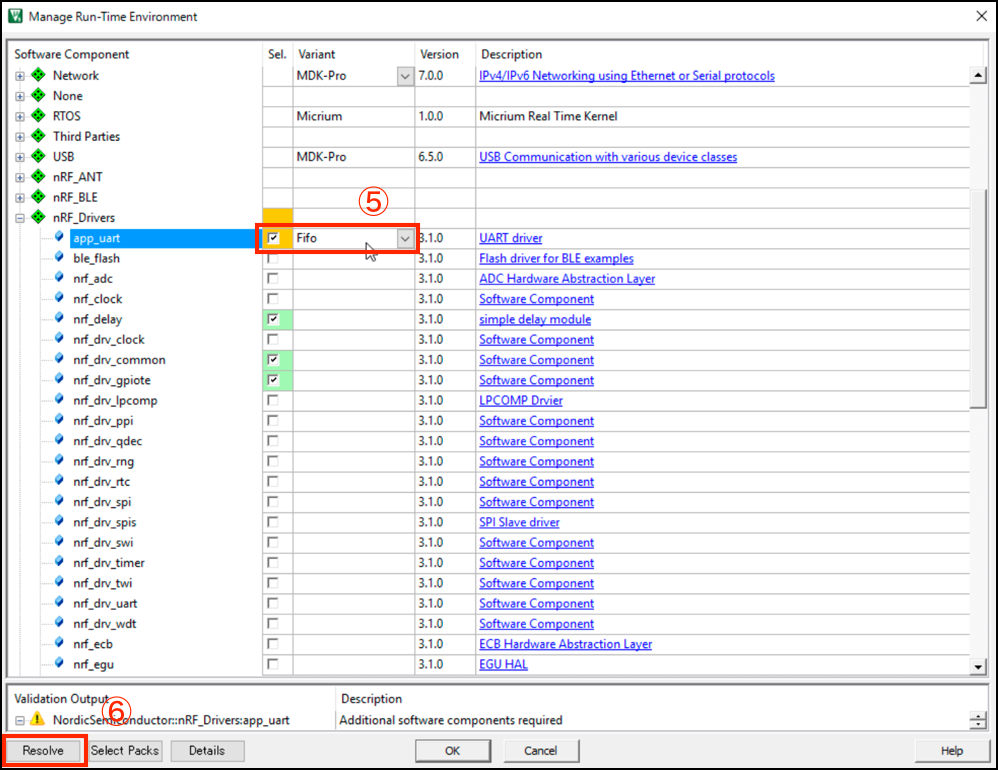 Manage Run-Time Environment
Software Component Sel. Variant Version Description
Network MDK-Pro 7.0.0 IPv4/IPv6 Networking using Ethernet or Serial protocols
None
RTOS Micrium 1.0.0 Micrium Real Time Kernel
Third Parties
USB MDK-Pro 6.5.0 USB Communication with various device classes
nRF_ANT
nRF_BLE
⑤
nRF_Drivers
app_uart Fifo 3.1.0 UART driver
ble_flash 3.1.0 Flash driver for BLE examples
nrf_adc 3.1.0 ADC Hardware Abstraction Layer
nrf_clock 3.1.0 Software Component
nrf_delay 3.1.0 simple delay module
nrf_drv_clock 3.1.0 Software Component
nrf_drv_common 3.1.0 Software Component
nrf_drv_gpiote 3.1.0 Software Component
nrf_drv_lpcomp 3.1.0 LPCOMP Drvier
nrf_drv_ppi 3.1.0 Software Component
nrf_drv_qdec 3.1.0 Software Component
nrf_drv_rng 3.1.0 Software Component
nrf_drv_rtc 3.1.0 Software Component
nrf_drv_spi 3.1.0 Software Component
nrf_drv_spis 3.1.0 SPI Slave driver
nrf_drv_swi 3.1.0 Software Component
nrf_drv_timer 3.1.0 Software Component
nrf_drv_twi 3.1.0 Software Component
nrf_drv_uart 3.1.0 Software Component
nrf_drv_wdt 3.1.0 Software Component
nrf_ecb 3.1.0 ECB Hardware Abstraction Layer
nrf_egu 3.1.0 EGU HAL
Validation Output Description
⑥
NordicSemiconductor::nRF_Drivers:app_uart Additional software components required
Resolve Select Packs Details OK Cancel Help